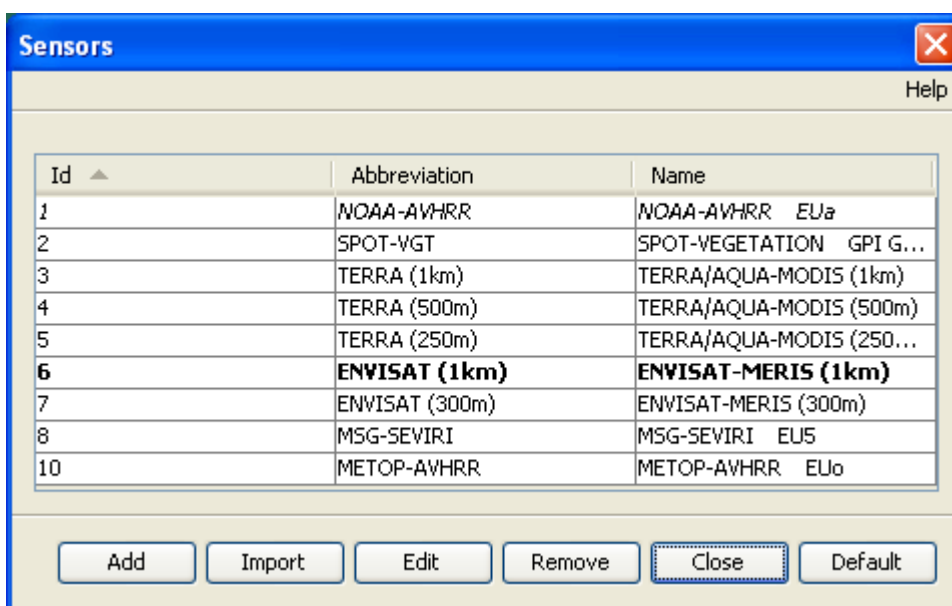 Sensors
Help
Id Abbreviation Name
1 NOAA-AVHRR NOAA-AVHRR EUa
2 SPOT-VGT SPOT-VEGETATION GPI G...
3 TERRA (1km) TERRA/AQUA-MODIS (1km)
4 TERRA (500m) TERRA/AQUA-MODIS (500m)
5 TERRA (250m) TERRA/AQUA-MODIS (250...
6 ENVISAT (1km) ENVISAT-MERIS (1km)
7 ENVISAT (300m) ENVISAT-MERIS (300m)
8 MSG-SEVIRI MSG-SEVIRI EU5
10 METOP-AVHRR METOP-AVHRR EUo
Add Import Edit Remove Close Default